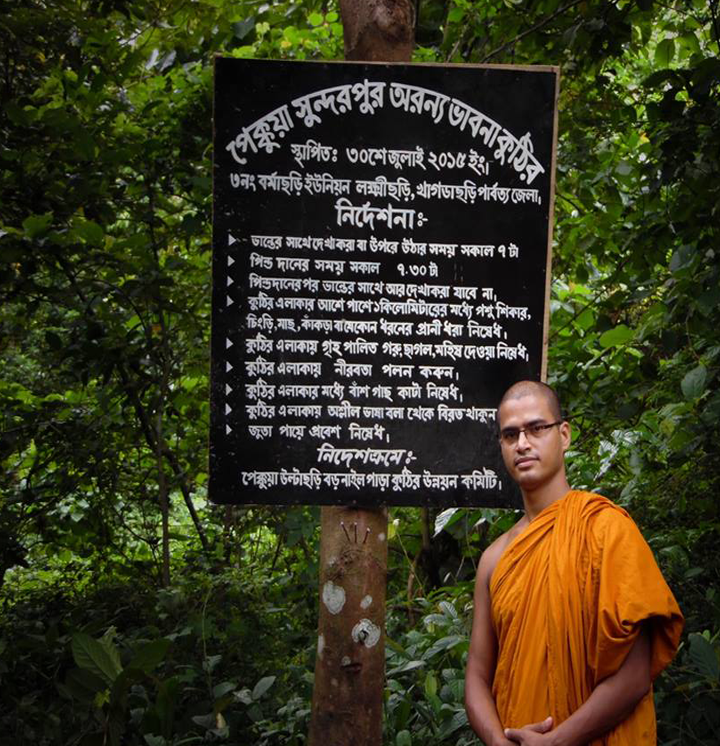 পেক্কুয়া সুন্দরপুর অরন্য ভাবনা কুঠির
স্থাপিতঃ ৩০শে জুলাই ২০১৫ ইং।
৩নং বর্মাছড়ি ইউনিয়ন লক্ষ্মীছড়ি, খাগড়াছড়ি পার্বত্য জেলা।
নির্দেশনাঃ-
ভান্তের সাথে দেখা করা বা উপরে উঠার সময় সকাল ৭ টা
পিন্ড দানের সময় সকাল ৭.৩০ টা
পিন্ডদানের পর ভান্তের সাথে আর দেখা করা যাবে না,
কুঠির এলাকার আশে পাশে ১কিলোমিটারের মধ্যে পশু শিকার,
চিংড়ি, মাছ, কাঁকড়া বা যেকোন ধরনের প্রানী ধরা নিষেধ,
কুঠির এলাকায় গৃহ পালিত গরু, ছাগল, মহিষ দেওয়া নিষেধ,
কুঠির এলাকায় নীরবতা পলন করুন,
কুঠির এলাকার মধ্যে বাঁশ গাছ কাটা নিষেধ,
কুঠির এলাকায় অশ্লীল ভাষা বলা থেকে বিরত থাকুন
জুতা পায়ে প্রবেশ নিষেধ,
নির্দেশক্রমেঃ-
পেক্কুয়া উল্টাছড়ি বড় নাইল পাড়া কুঠির উন্নয়ন কমিটি,